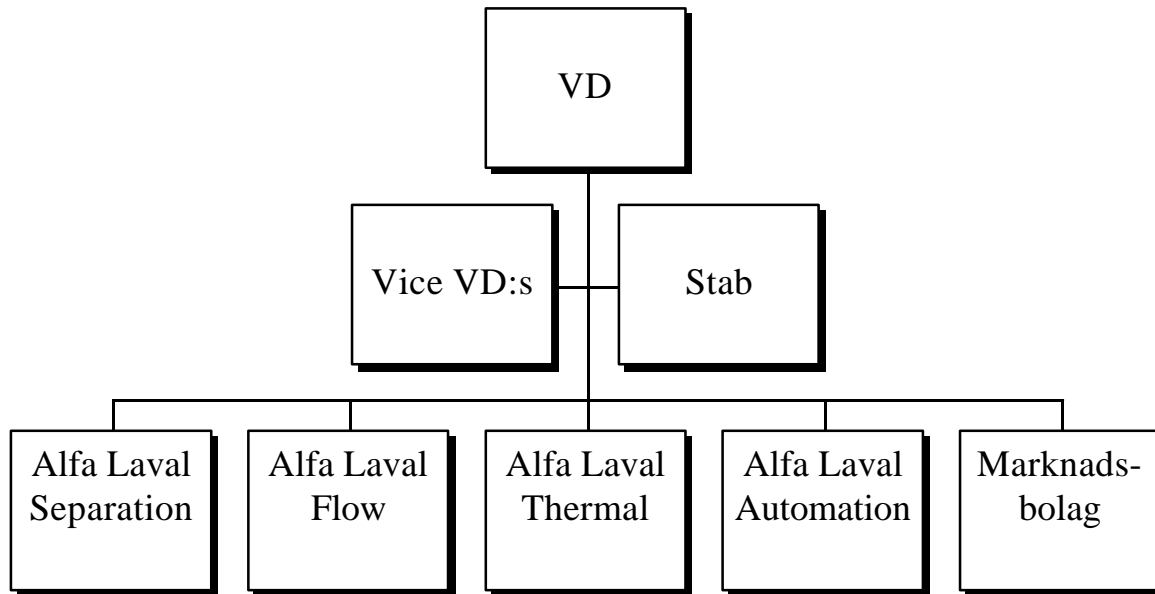 VD
Vice VD:s
Stab
Alfa Laval
Separation
Alfa Laval
Flow
Alfa Laval
Thermal
Alfa Laval
Automation
Marknads-
bolag